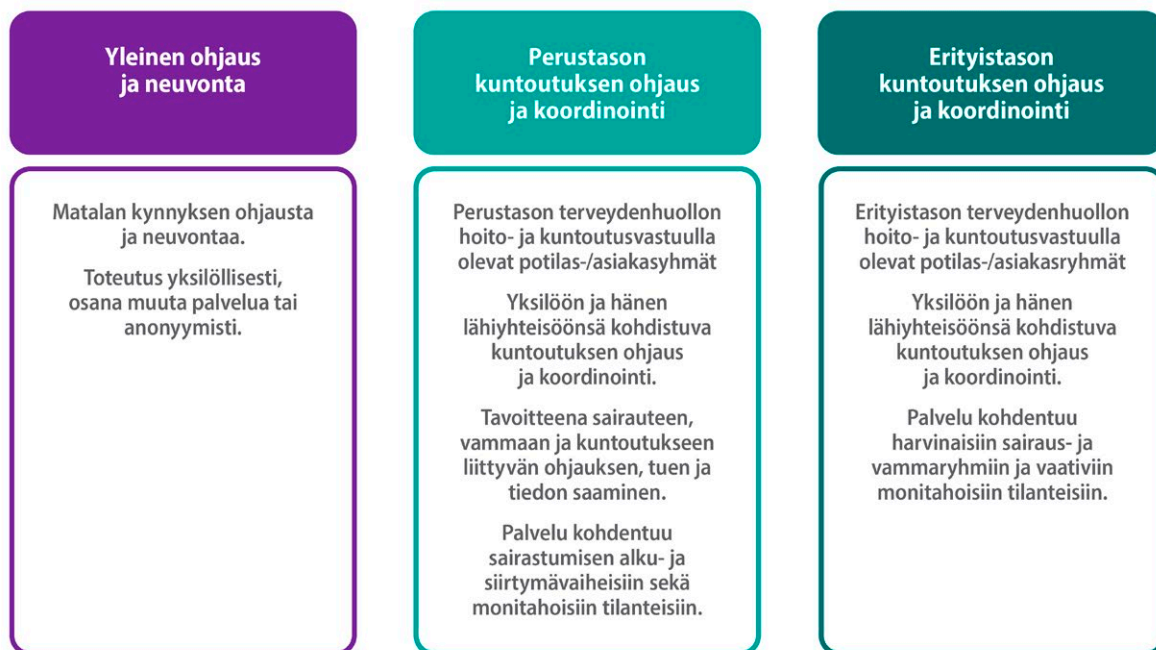 Yleinen ohjaus
ja neuvonta
Matalan kynnyksen ohjausta
ja neuvontaa.
Toteutus yksilöllisesti,
osana muuta palvelua tai
anonyymisti.
Perustason
kuntoutuksen ohjaus
ja koordinointi
Perustason terveydenhuollon
hoito- ja kuntoutusvastuulla
olevat potilas-/asiakasyhmät
Yksilöön ja hänen
lähiyhteisöönsä kohdistuva
kuntoutuksen ohjaus
ja koordinointi.
Tavoitteena sairauteen,
vammaan ja kuntoutukseen
liittyvän ohjauksen, tuen ja
tiedon saaminen.
Palvelu kohdentuu
sairastumisen alku- ja
siirtymävaiheisiin sekä
monitahoisiin tilanteisiin.
Erityistason
kuntoutuksen ohjaus
ja koordinointi
Erityistason terveydenhuollon
hoito- ja kuntoutusvastuulla
olevat potilas-/asiakasryhmät
Yksilöön ja hänen
lähiyhteisöönsä kohdistuva
kuntoutuksen ohjaus
ja koordinointi.
Palvelu kohdentuu
harvinaisiin sairaus- ja
vammaryhmiin ja vaativiin
monitahoisiin tilanteisiin.